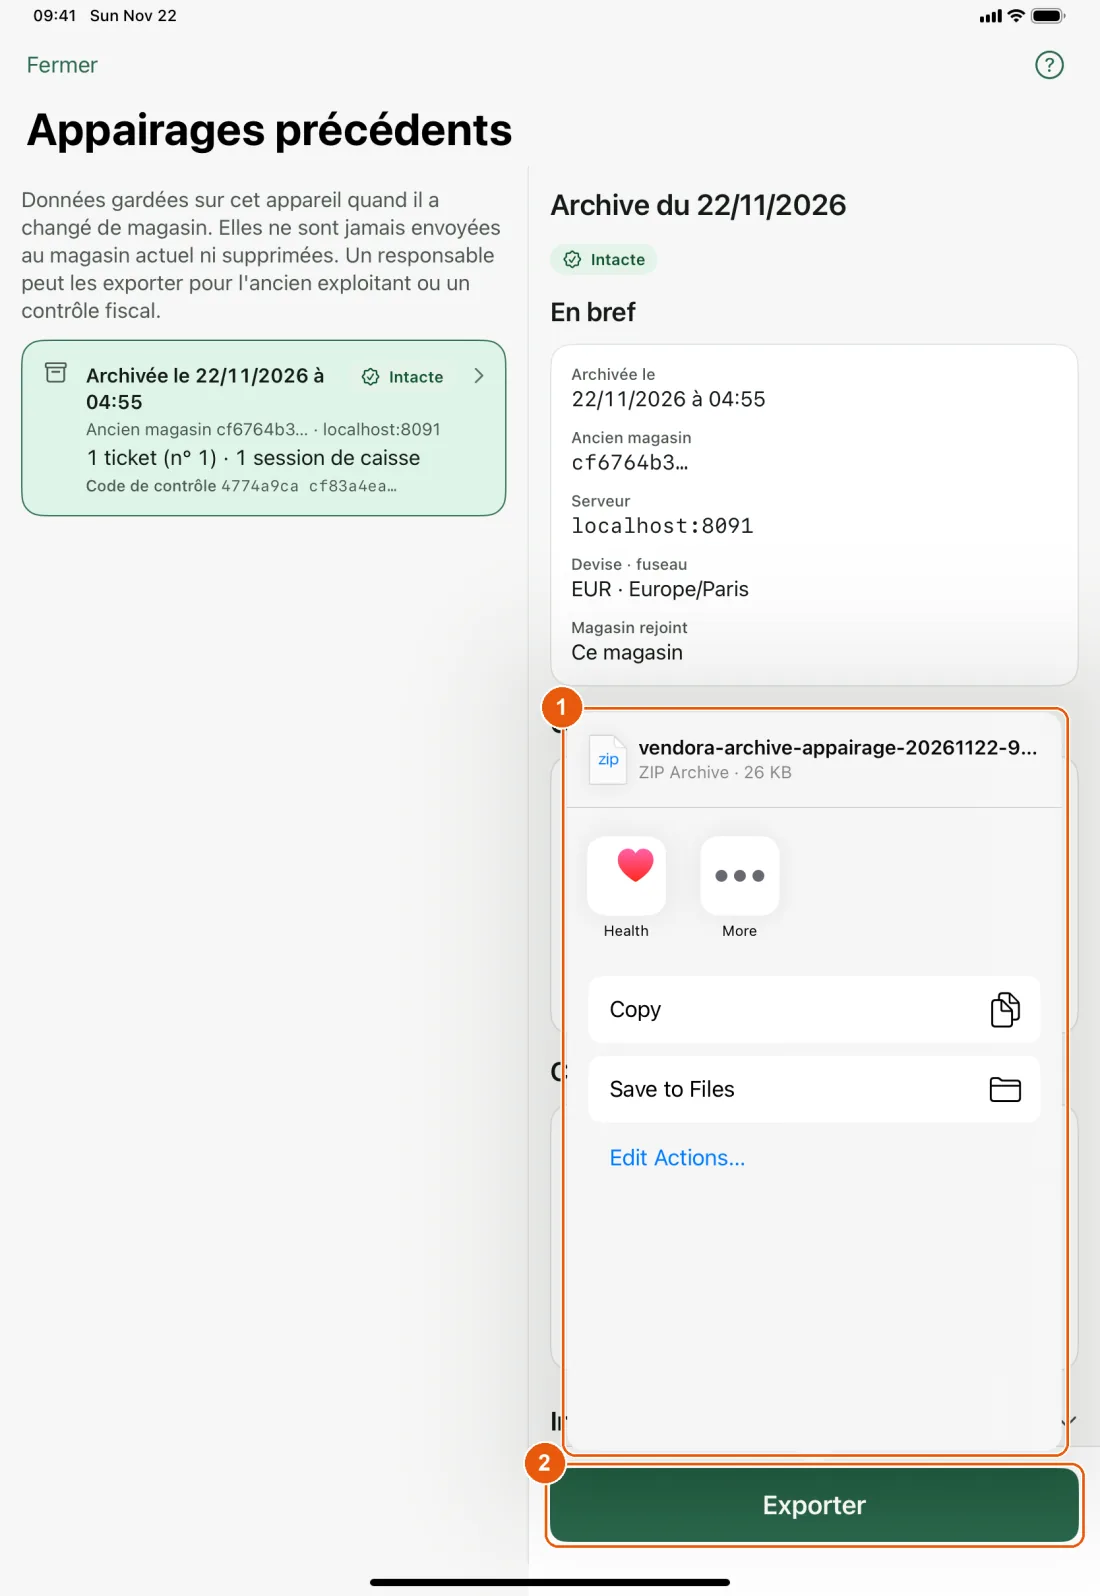 09:41 Sun Nov 22
Fermer
?
Appairages précédents
Données gardées sur cet appareil quand il a
changé de magasin. Elles ne sont jamais envoyées
au magasin actuel ni supprimées. Un responsable
peut les exporter pour l'ancien exploitant ou un
contrôle fiscal.
Archivée le 22/11/2026 à
04:55
Intacte
Ancien magasin cf6764b3… · localhost:8091
1 ticket (n° 1) · 1 session de caisse
Code de contrôle 4774a9ca cf83a4ea…
Archive du 22/11/2026
Intacte
En bref
Archivée le
22/11/2026 à 04:55
Ancien magasin
cf6764b3…
Serveur
localhost:8091
Devise · fuseau
EUR · Europe/Paris
Magasin rejoint
Ce magasin
1
zip
vendora-archive-appairage-20261122-9...
ZIP Archive · 26 KB
Health
More
Copy
Save to Files
Edit Actions...
2
Exporter